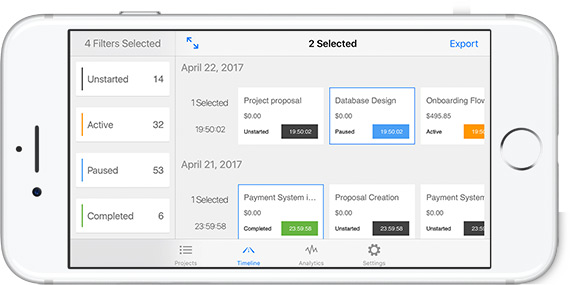 4 Filters Selected
2 Selected
Export
Unstarted 14
Active 32
Paused 53
Completed 6
April 22, 2017
1 Selected
19:50:02
Project proposal
$0.00
Unstarted 19:50:02
Database Design
$0.00
Paused 19:50:02
Onboarding Flow
$495.85
Active 19:50:0
April 21, 2017
1 Selected
23:59:58
Payment System i...
$0.00
Completed 23:59:58
Proposal Creation
$0.00
Unstarted 23:59:58
Payment System
$0.00
Unstarted 23:59:5
Projects
Timeline
Analytics
Settings